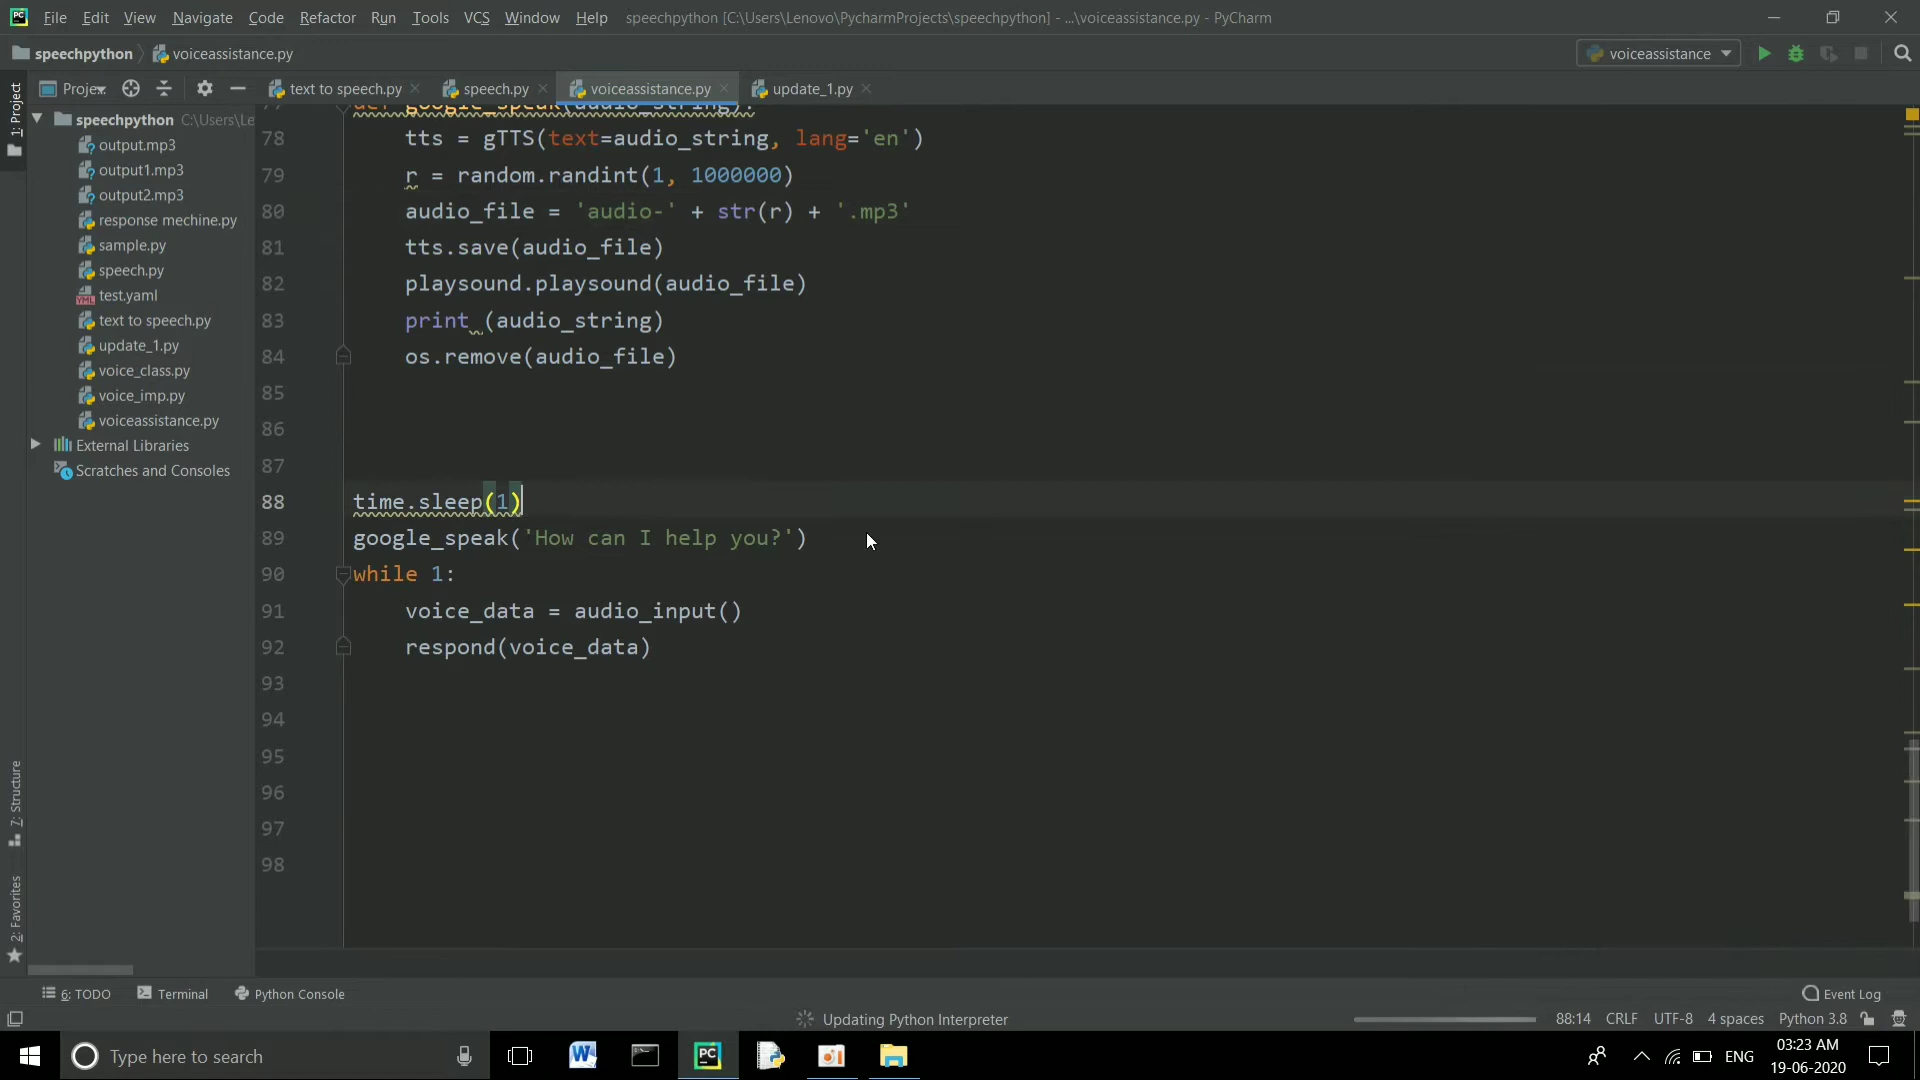 PC File Edit View Navigate Code Refactor Run Tools VCS Window Help speechpython [C:\Users\Lenovo\PycharmProjects\speechpython] - ...\voiceassistance.py - PyCharm
speechpython voiceassistance.py voiceassistance
1: Project Proje text to speech.py speech.py voiceassistance.py update_1.py
speechpython C:\Users\Le
output.mp3
output1.mp3
output2.mp3
response mechine.py
sample.py
speech.py
YML test.yaml
text to speech.py
update_1.py
voice_class.py
voice_imp.py
voiceassistance.py
External Libraries
Scratches and Consoles
77 def google_speak(audio_string):
78 tts = gTTS(text=audio_string, lang='en')
79 r = random.randint(1, 1000000)
80 audio_file = 'audio-' + str(r) + '.mp3'
81 tts.save(audio_file)
82 playsound.playsound(audio_file)
83 print (audio_string)
84 os.remove(audio_file)
85
86
87
88 time.sleep(1)
89 google_speak('How can I help you?')
90 while 1:
91 voice_data = audio_input()
92 respond(voice_data)
93
94
95
96
97
98
7: Structure
2: Favorites
6: TODO Terminal Python Console Event Log
Updating Python Interpreter 88:14 CRLF UTF-8 4 spaces Python 3.8
Type here to search W PC ENG 03:23 AM
19-06-2020